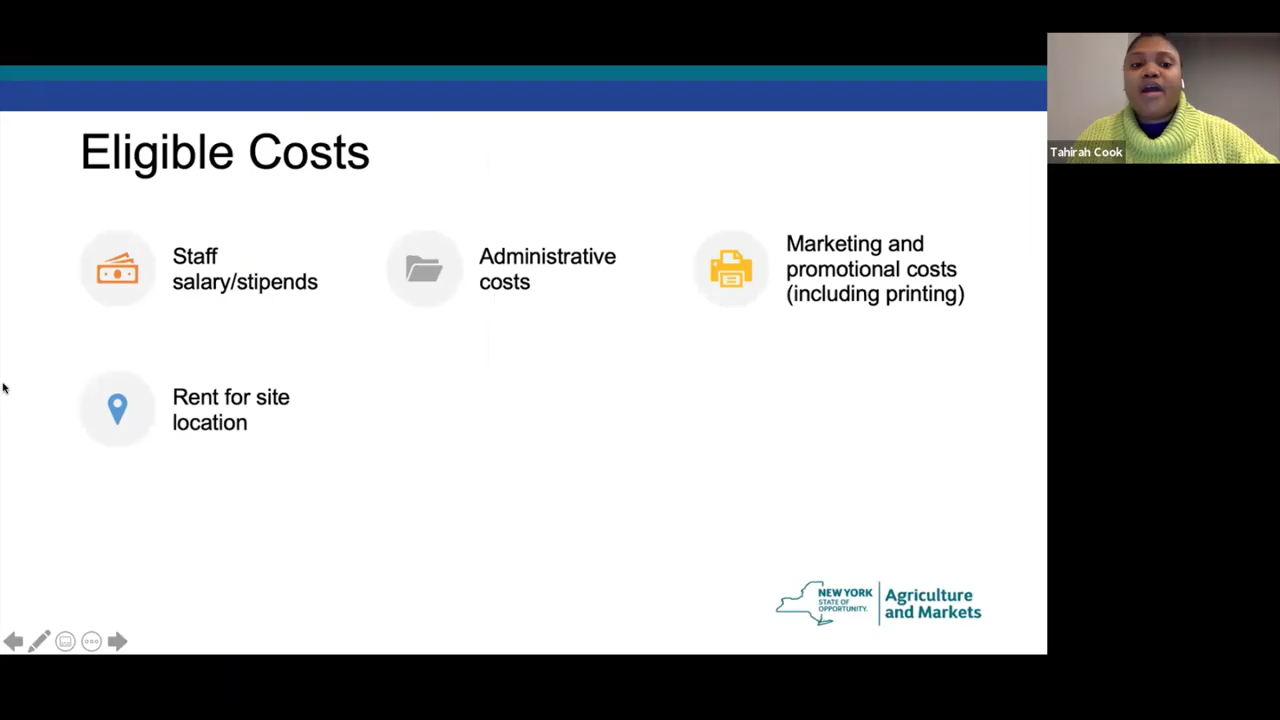 Eligible Costs
Staff
salary/stipends
Administrative
costs
Marketing and
promotional costs
(including printing)
Rent for site
location
NEW YORK
STATE OF
OPPORTUNITY.
Agriculture
and Markets
Tahirah Cook